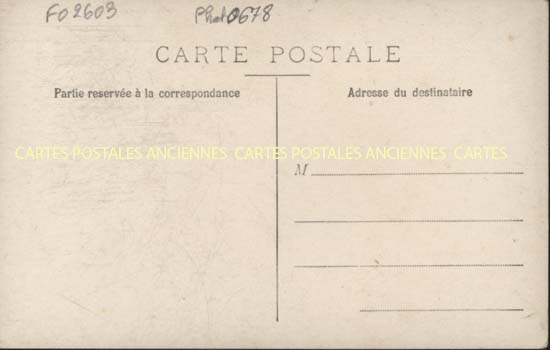 FO2603 Phot0678
CARTE POSTALE
Partie reservée à la correspondance
Adresse du destinataire
CARTES POSTALES ANCIENNES CARTES POSTALES ANCIENNES CARTES
M